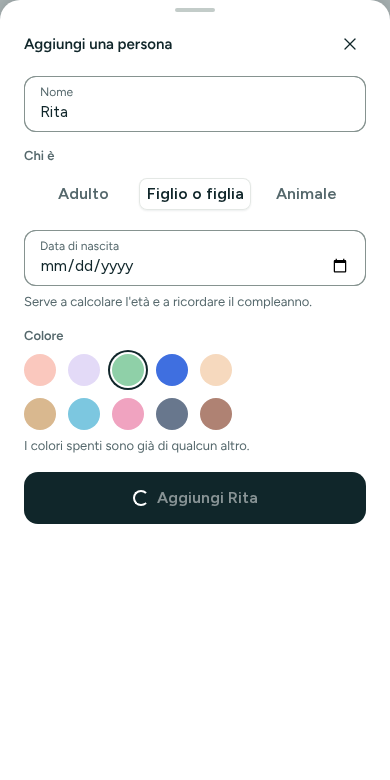 Aggiungi una persona
Nome
Rita
Chi è
Adulto
Figlio o figlia
Animale
Data di nascita
mm/dd/yyyy
Serve a calcolare l'età e a ricordare il compleanno.
Colore
I colori spenti sono già di qualcun altro.
Aggiungi Rita